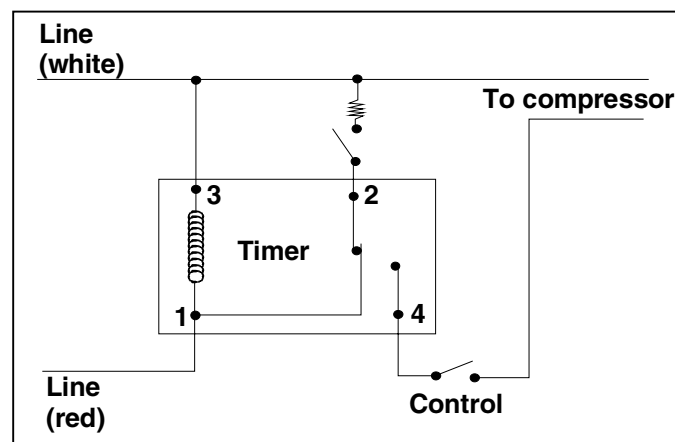 Line
(white)
To compressor
3
2
Timer
1
4
Line
(red)
Control